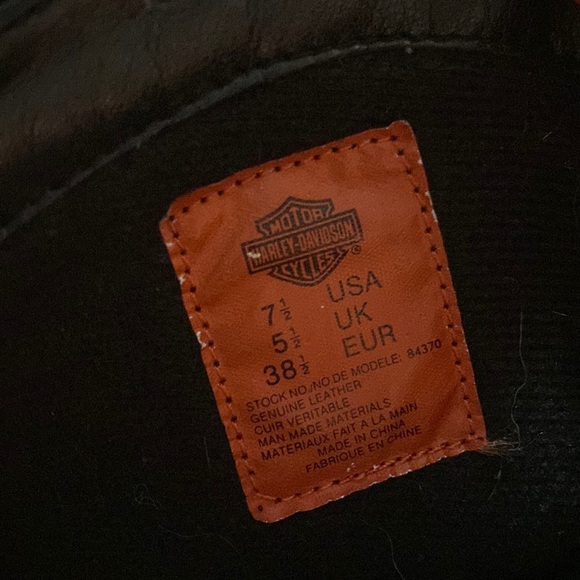 MOTOR
HARLEY-DAVIDSON
CYCLES
©
7½ USA
5½ UK
38½ EUR
STOCK NO./NO DE MODELE: 84370
GENUINE LEATHER
CUIR VERITABLE
MAN MADE MATERIALS
MATERIAUX FAIT A LA MAIN
MADE IN CHINA
FABRIQUE EN CHINE